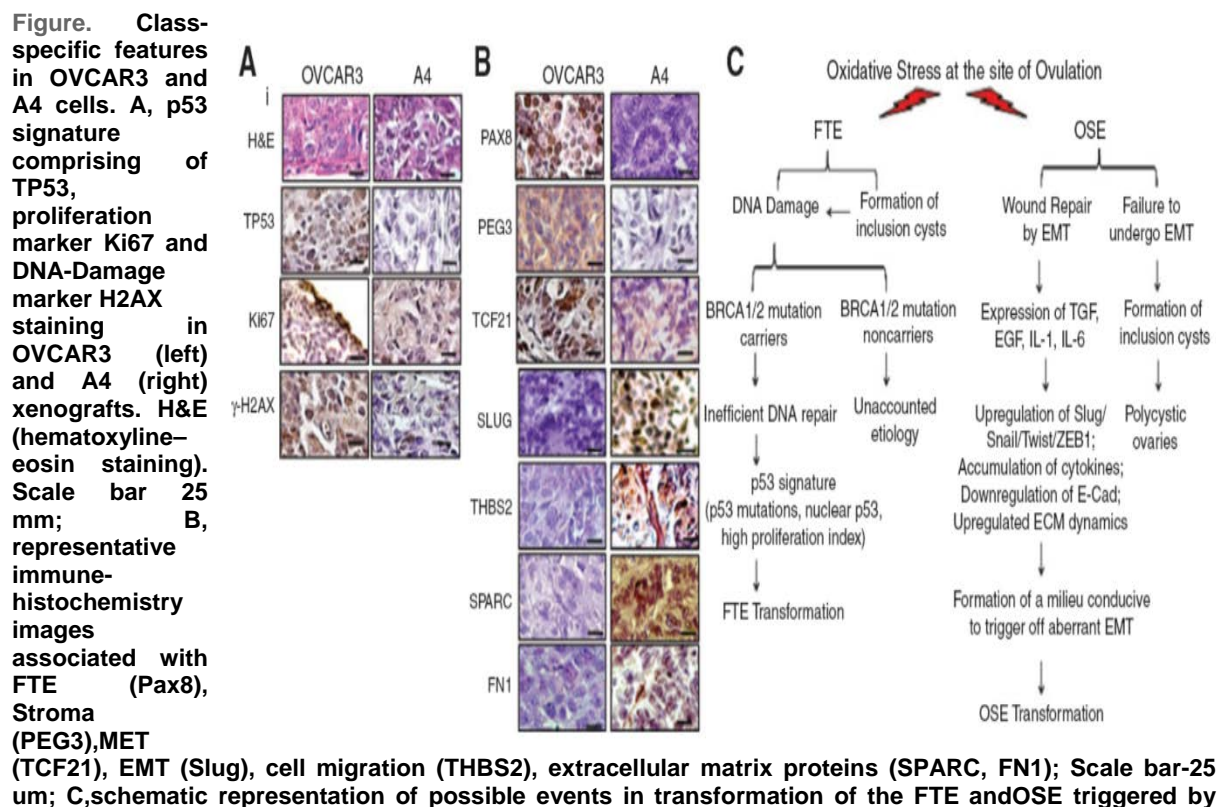 Figure. Class-
specific features
in OVCAR3 and
A4 cells. A, p53
signature
comprising of
TP53,
proliferation
marker Ki67 and
DNA-Damage
marker H2AX
staining in
OVCAR3 (left)
and A4 (right)
xenografts. H&E
(hematoxyline–
eosin staining).
Scale bar 25
mm; B,
representative
immune-
histochemistry
images
associated with
FTE (Pax8),
Stroma
(PEG3),MET
(TCF21), EMT (Slug), cell migration (THBS2), extracellular matrix proteins (SPARC, FN1); Scale bar-25
um; C,schematic representation of possible events in transformation of the FTE andOSE triggered by
A
OVCAR3 A4
i
H&E
TP53
Ki67
γ-H2AX
B
OVCAR3 A4
PAX8
PEG3
TCF21
SLUG
THBS2
SPARC
FN1
C
Oxidative Stress at the site of Ovulation
FTE
DNA Damage
Formation of
inclusion cysts
BRCA1/2 mutation
carriers
BRCA1/2 mutation
noncarriers
Inefficient DNA repair
Unaccounted
etiology
p53 signature
(p53 mutations, nuclear p53,
high proliferation index)
FTE Transformation
OSE
Wound Repair
by EMT
Failure to
undergo EMT
Expression of TGF,
EGF, IL-1, IL-6
Formation of
inclusion cysts
Upregulation of Slug/
Snail/Twist/ZEB1;
Accumulation of cytokines;
Downregulation of E-Cad;
Upregulated ECM dynamics
Polycystic
ovaries
Formation of a milieu conducive
to trigger off aberrant EMT
OSE Transformation